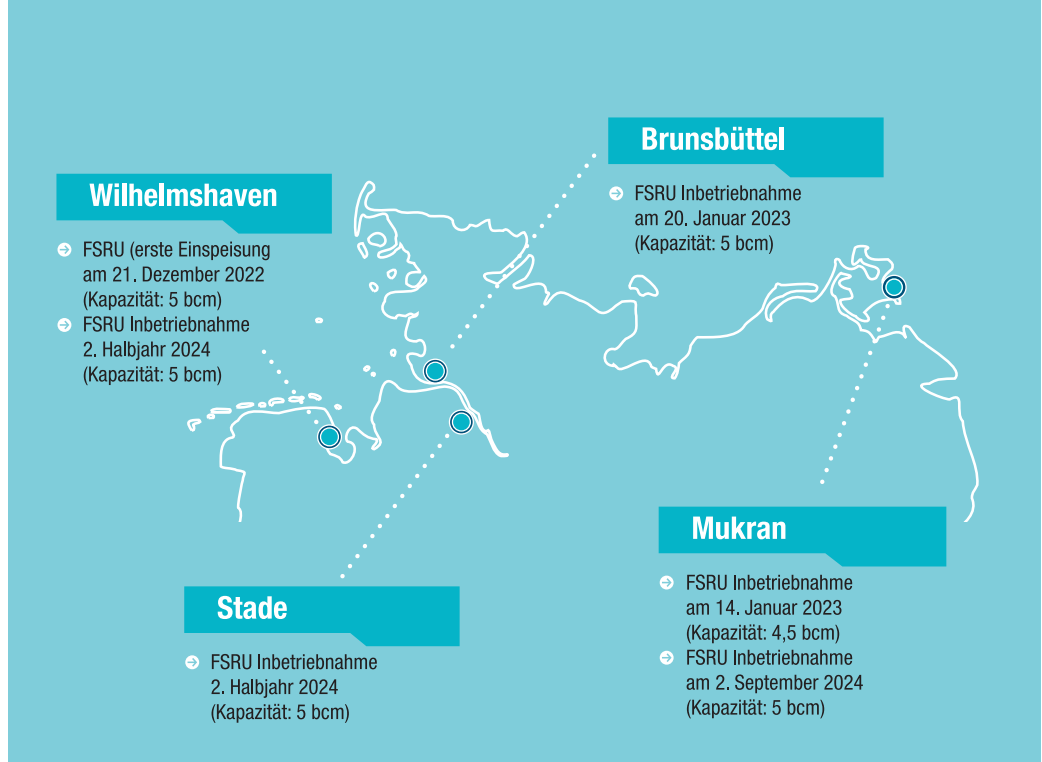 Wilhelmshaven
FSRU (erste Einspeisung
am 21. Dezember 2022
(Kapazität: 5 bcm)
FSRU Inbetriebnahme
2. Halbjahr 2024
(Kapazität: 5 bcm)
Brunsbüttel
FSRU Inbetriebnahme
am 20. Januar 2023
(Kapazität: 5 bcm)
Stade
FSRU Inbetriebnahme
2. Halbjahr 2024
(Kapazität: 5 bcm)
Mukran
FSRU Inbetriebnahme
am 14. Januar 2023
(Kapazität: 4,5 bcm)
FSRU Inbetriebnahme
am 2. September 2024
(Kapazität: 5 bcm)